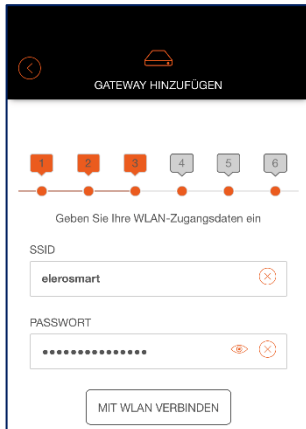 GATEWAY HINZUFÜGEN
1 2 3 4 5 6
Geben Sie Ihre WLAN-Zugangsdaten ein
SSID
elerosmart
PASSWORT
•••••••••••••••
MIT WLAN VERBINDEN